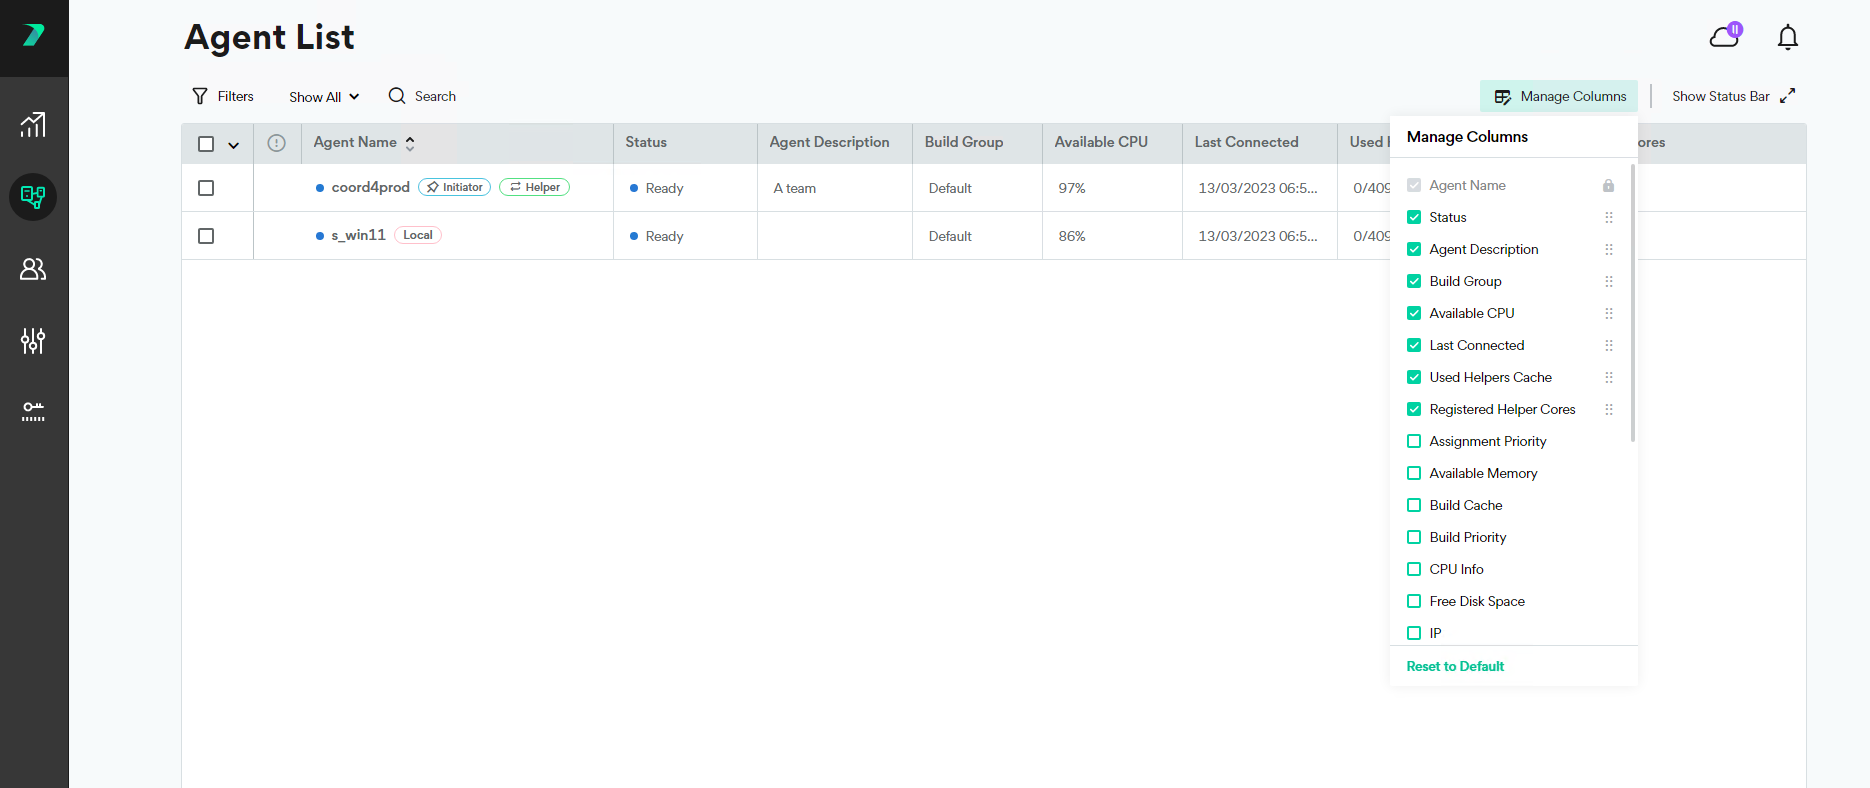 Agent List
Filters Show All Search Manage Columns Show Status Bar
Agent Name Status Agent Description Build Group Available CPU Last Connected Used ores
coord4prod Initiator Helper Ready A team Default 97% 13/03/2023 06:5... 0/409
s_win11 Local Ready Default 86% 13/03/2023 06:5... 0/409
Manage Columns
Agent Name
Status
Agent Description
Build Group
Available CPU
Last Connected
Used Helpers Cache
Registered Helper Cores
Assignment Priority
Available Memory
Build Cache
Build Priority
CPU Info
Free Disk Space
IP
Reset to Default